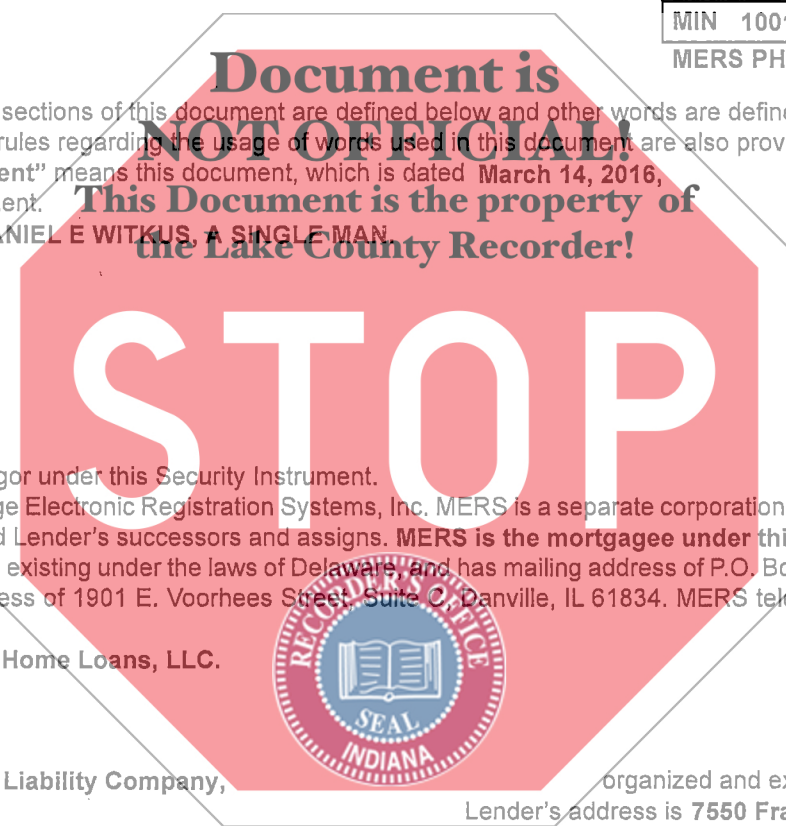 MIN 1001
MERS PH
Document is
sections of this document are defined below and other words are define
NOT OFFICIAL!
rules regarding the usage of words used in this document are also prov
ent” means this document, which is dated March 14, 2016,
ent.
This Document is the property of
ANIEL E WITKUS, A SINGLE MAN.
the Lake County Recorder!
STOP
gor under this Security Instrument.
ge Electronic Registration Systems, Inc. MERS is a separate corporation
d Lender’s successors and assigns. MERS is the mortgagee under thi
existing under the laws of Delaware, and has mailing address of P.O. Bo
ess of 1901 E. Voorhees Street, Suite C, Danville, IL 61834. MERS tele
RECORDER'S OFFICE
Home Loans, LLC.
SEAL
INDIANA
Liability Company,
organized and ex
Lender’s address is 7550 Fra